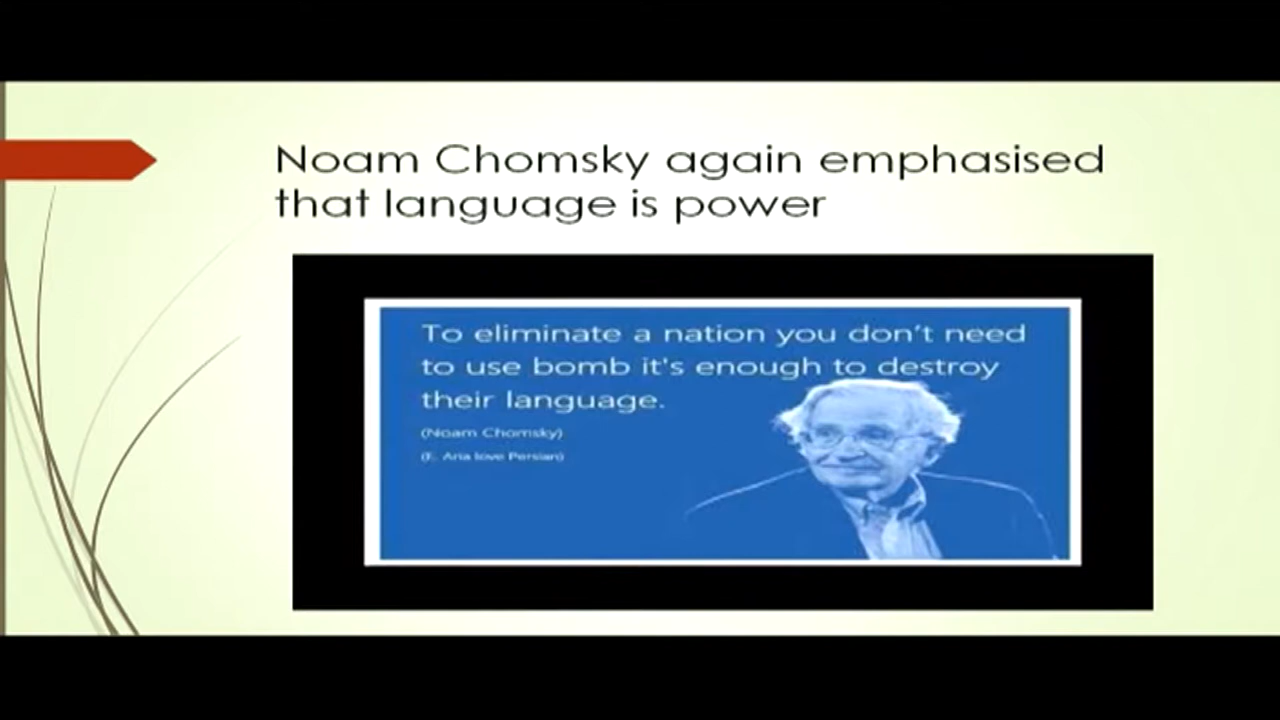 Noam Chomsky again emphasised
that language is power
To eliminate a nation you don't need
to use bomb it's enough to destroy
their language.
(Noam Chomsky)
Aria love Persian)